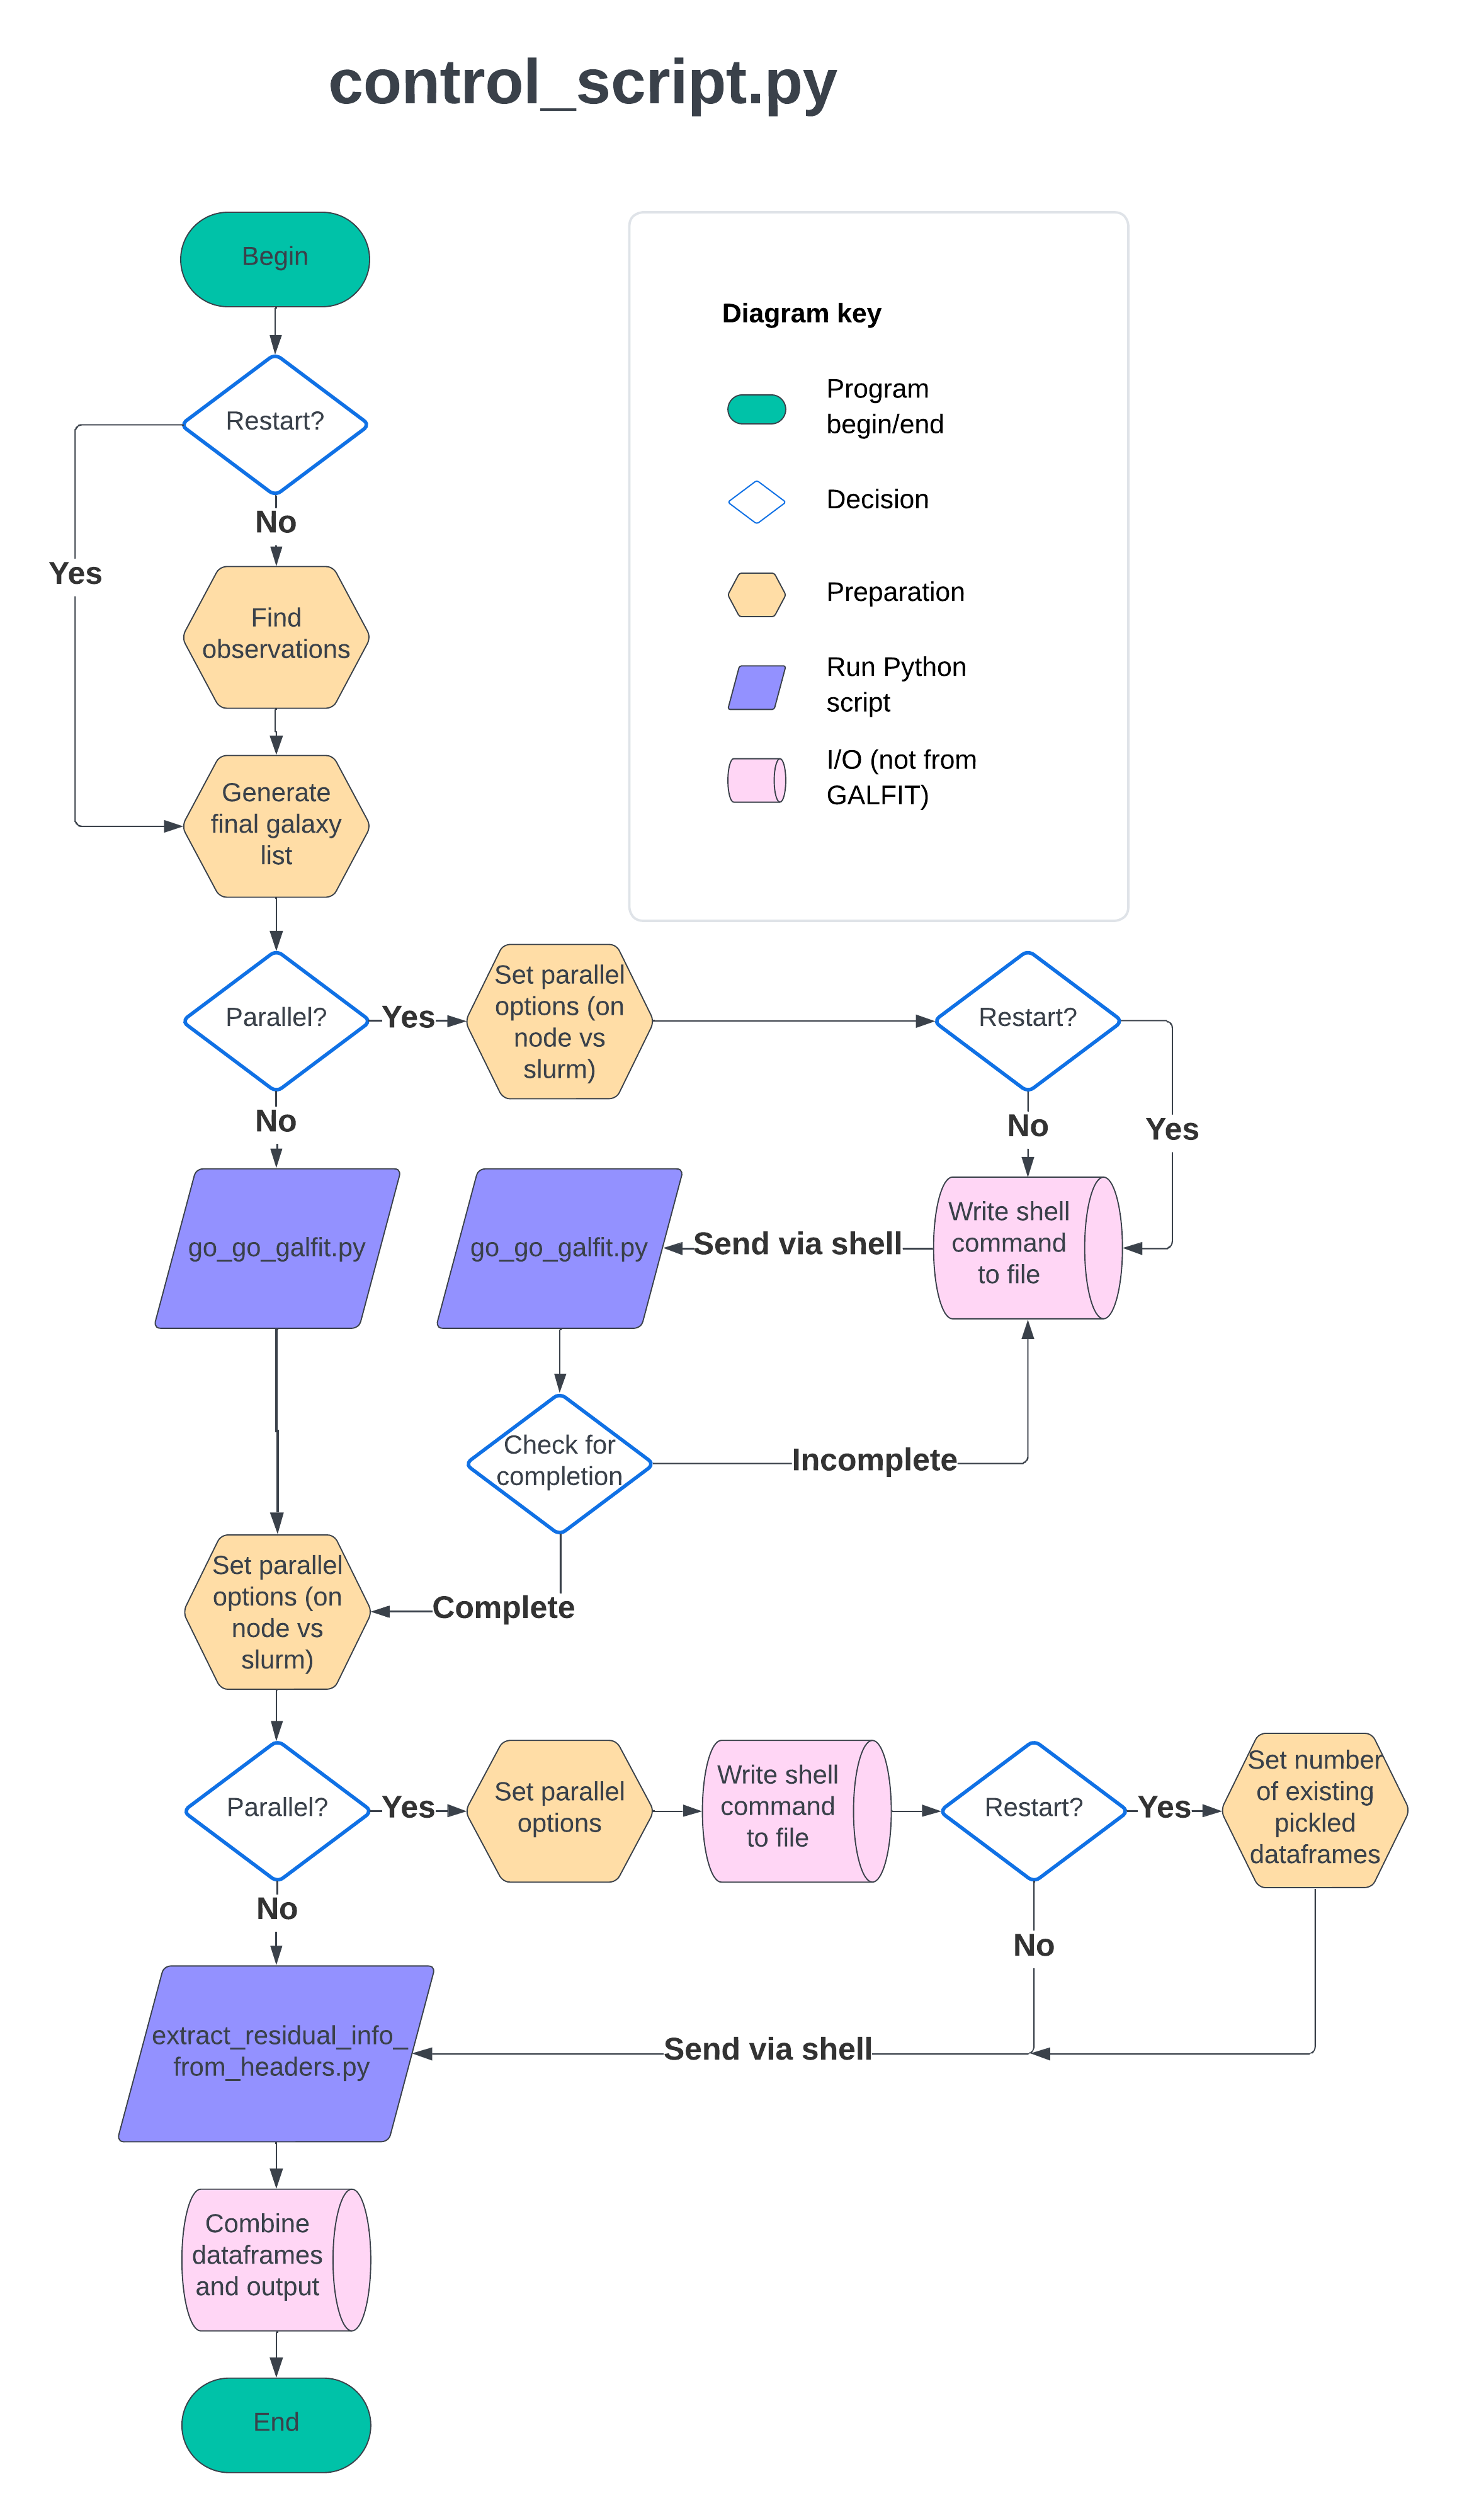 control_script.py
Begin
Restart?
No
Yes
Find
observations
Generate
final galaxy
list
Diagram key
Program
begin/end
Decision
Preparation
Run Python
script
I/O (not from
GALFIT)
Parallel?
Yes
Set parallel
options (on
node vs
slurm)
Restart?
No
No
Yes
go_go_galfit.py
go_go_galfit.py
Send via shell
Write shell
command
to file
Check for
completion
Incomplete
Set parallel
options (on
node vs
slurm)
Complete
Parallel?
Yes
Set parallel
options
Write shell
command
to file
Restart?
Yes
Set number
of existing
pickled
dataframes
No
No
extract_residual_info_
from_headers.py
Send via shell
Combine
dataframes
and output
End